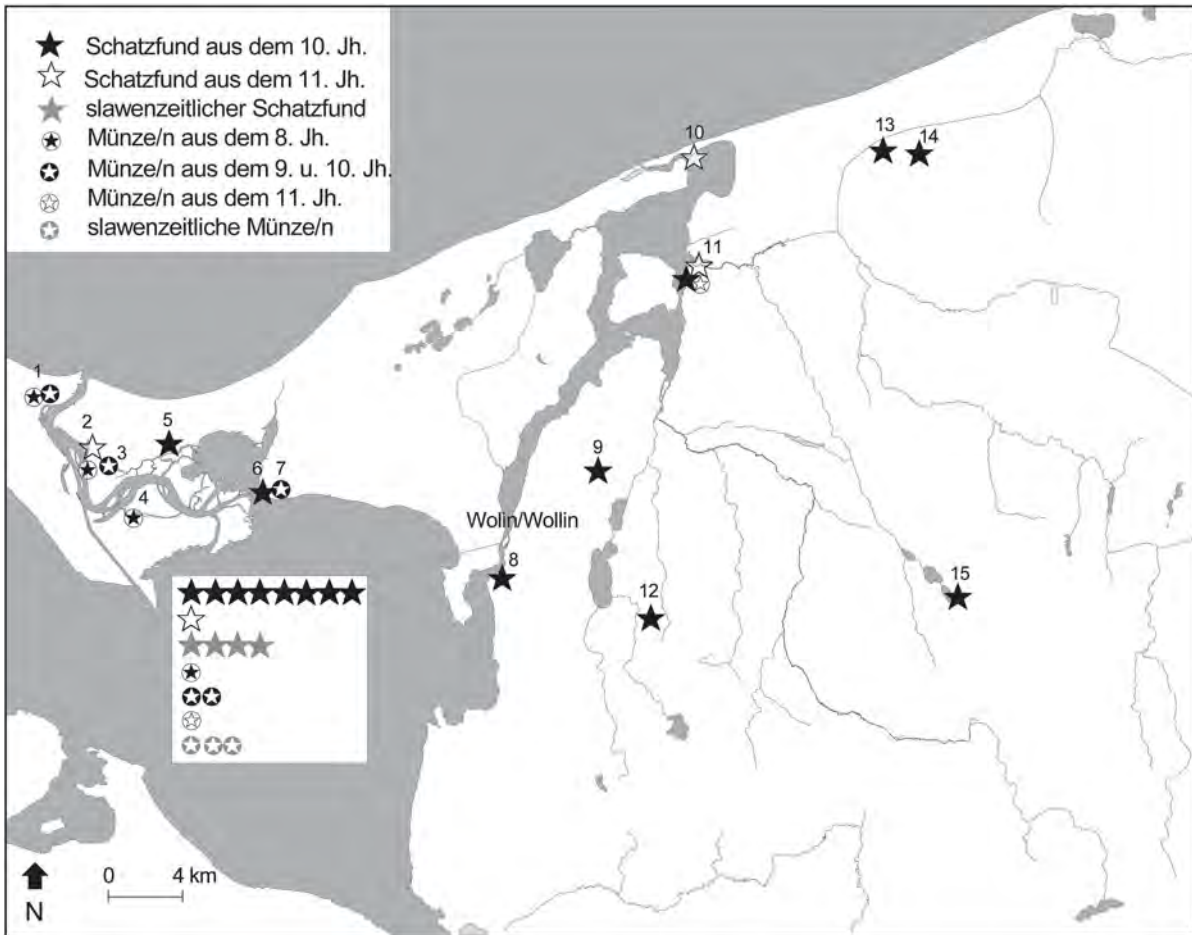 Schatzfund aus dem 10. Jh.
Schatzfund aus dem 11. Jh.
slawenzeitlicher Schatzfund
Münze/n aus dem 8. Jh.
Münze/n aus dem 9. u. 10. Jh.
Münze/n aus dem 11. Jh.
slawenzeitliche Münze/n
10
13
14
11
1
2
3
5
4
6
7
9
Wolin/Wollin
8
12
15
0 4 km
N